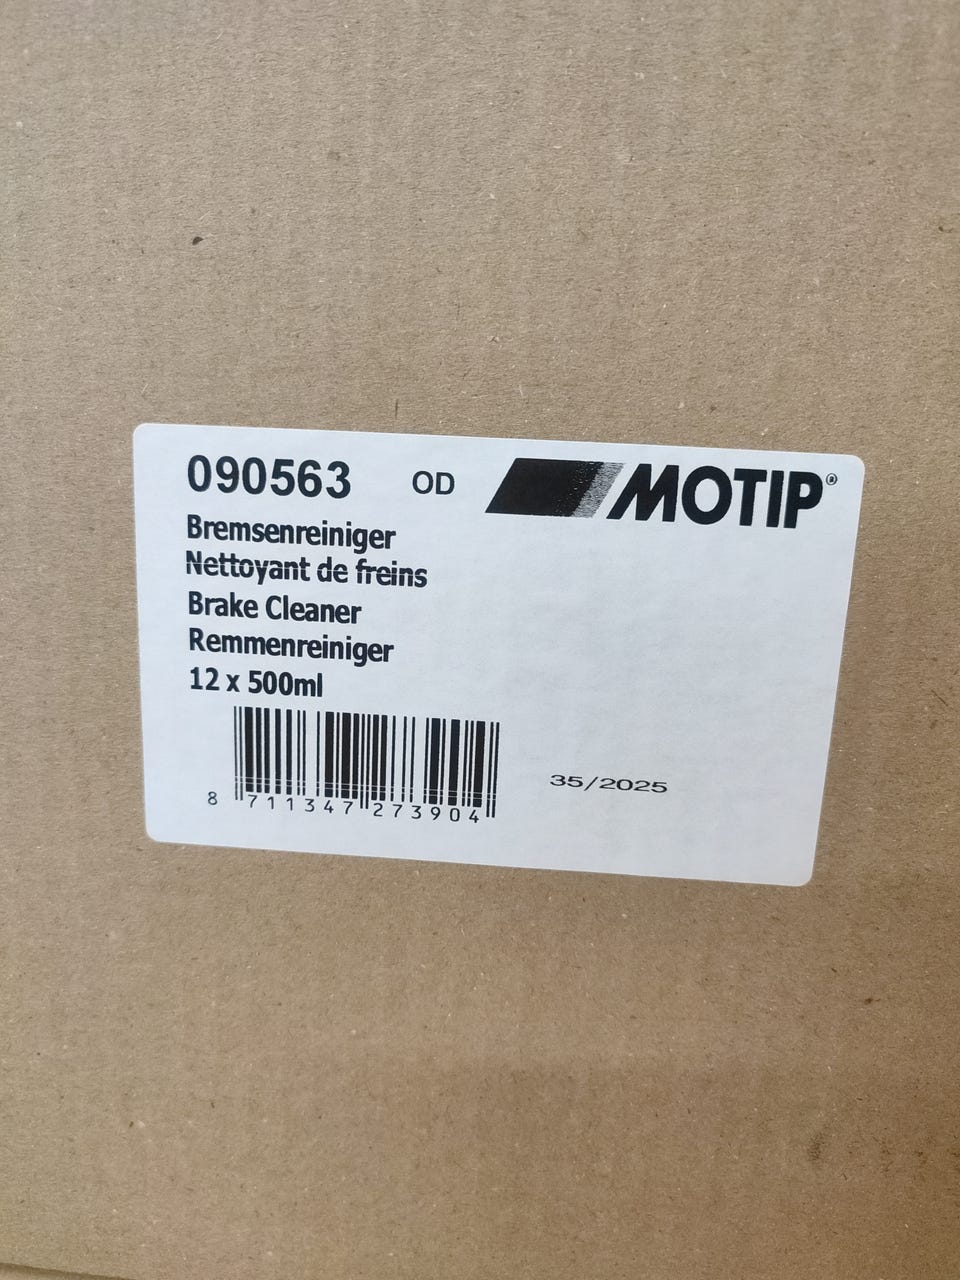 090563 OD MOTIP®
Bremsenreiniger
Nettoyant de freins
Brake Cleaner
Remmenreiniger
12 x 500ml
35/2025
8 711347 273904